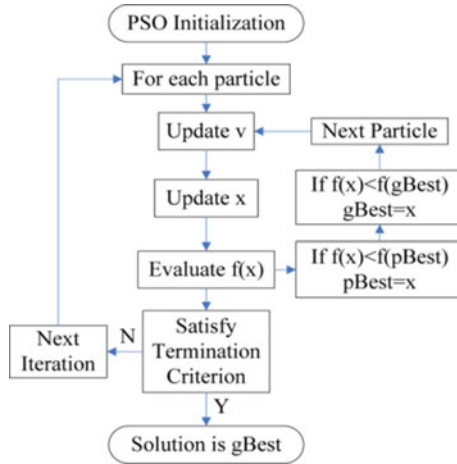 PSO Initialization
For each particle
Update v
Next Particle
Update x
If f(x)<f(gBest)
gBest=x
Evaluate f(x)
If f(x)<f(pBest)
pBest=x
Next
Iteration
N
Satisfy
Termination
Criterion
Y
Solution is gBest